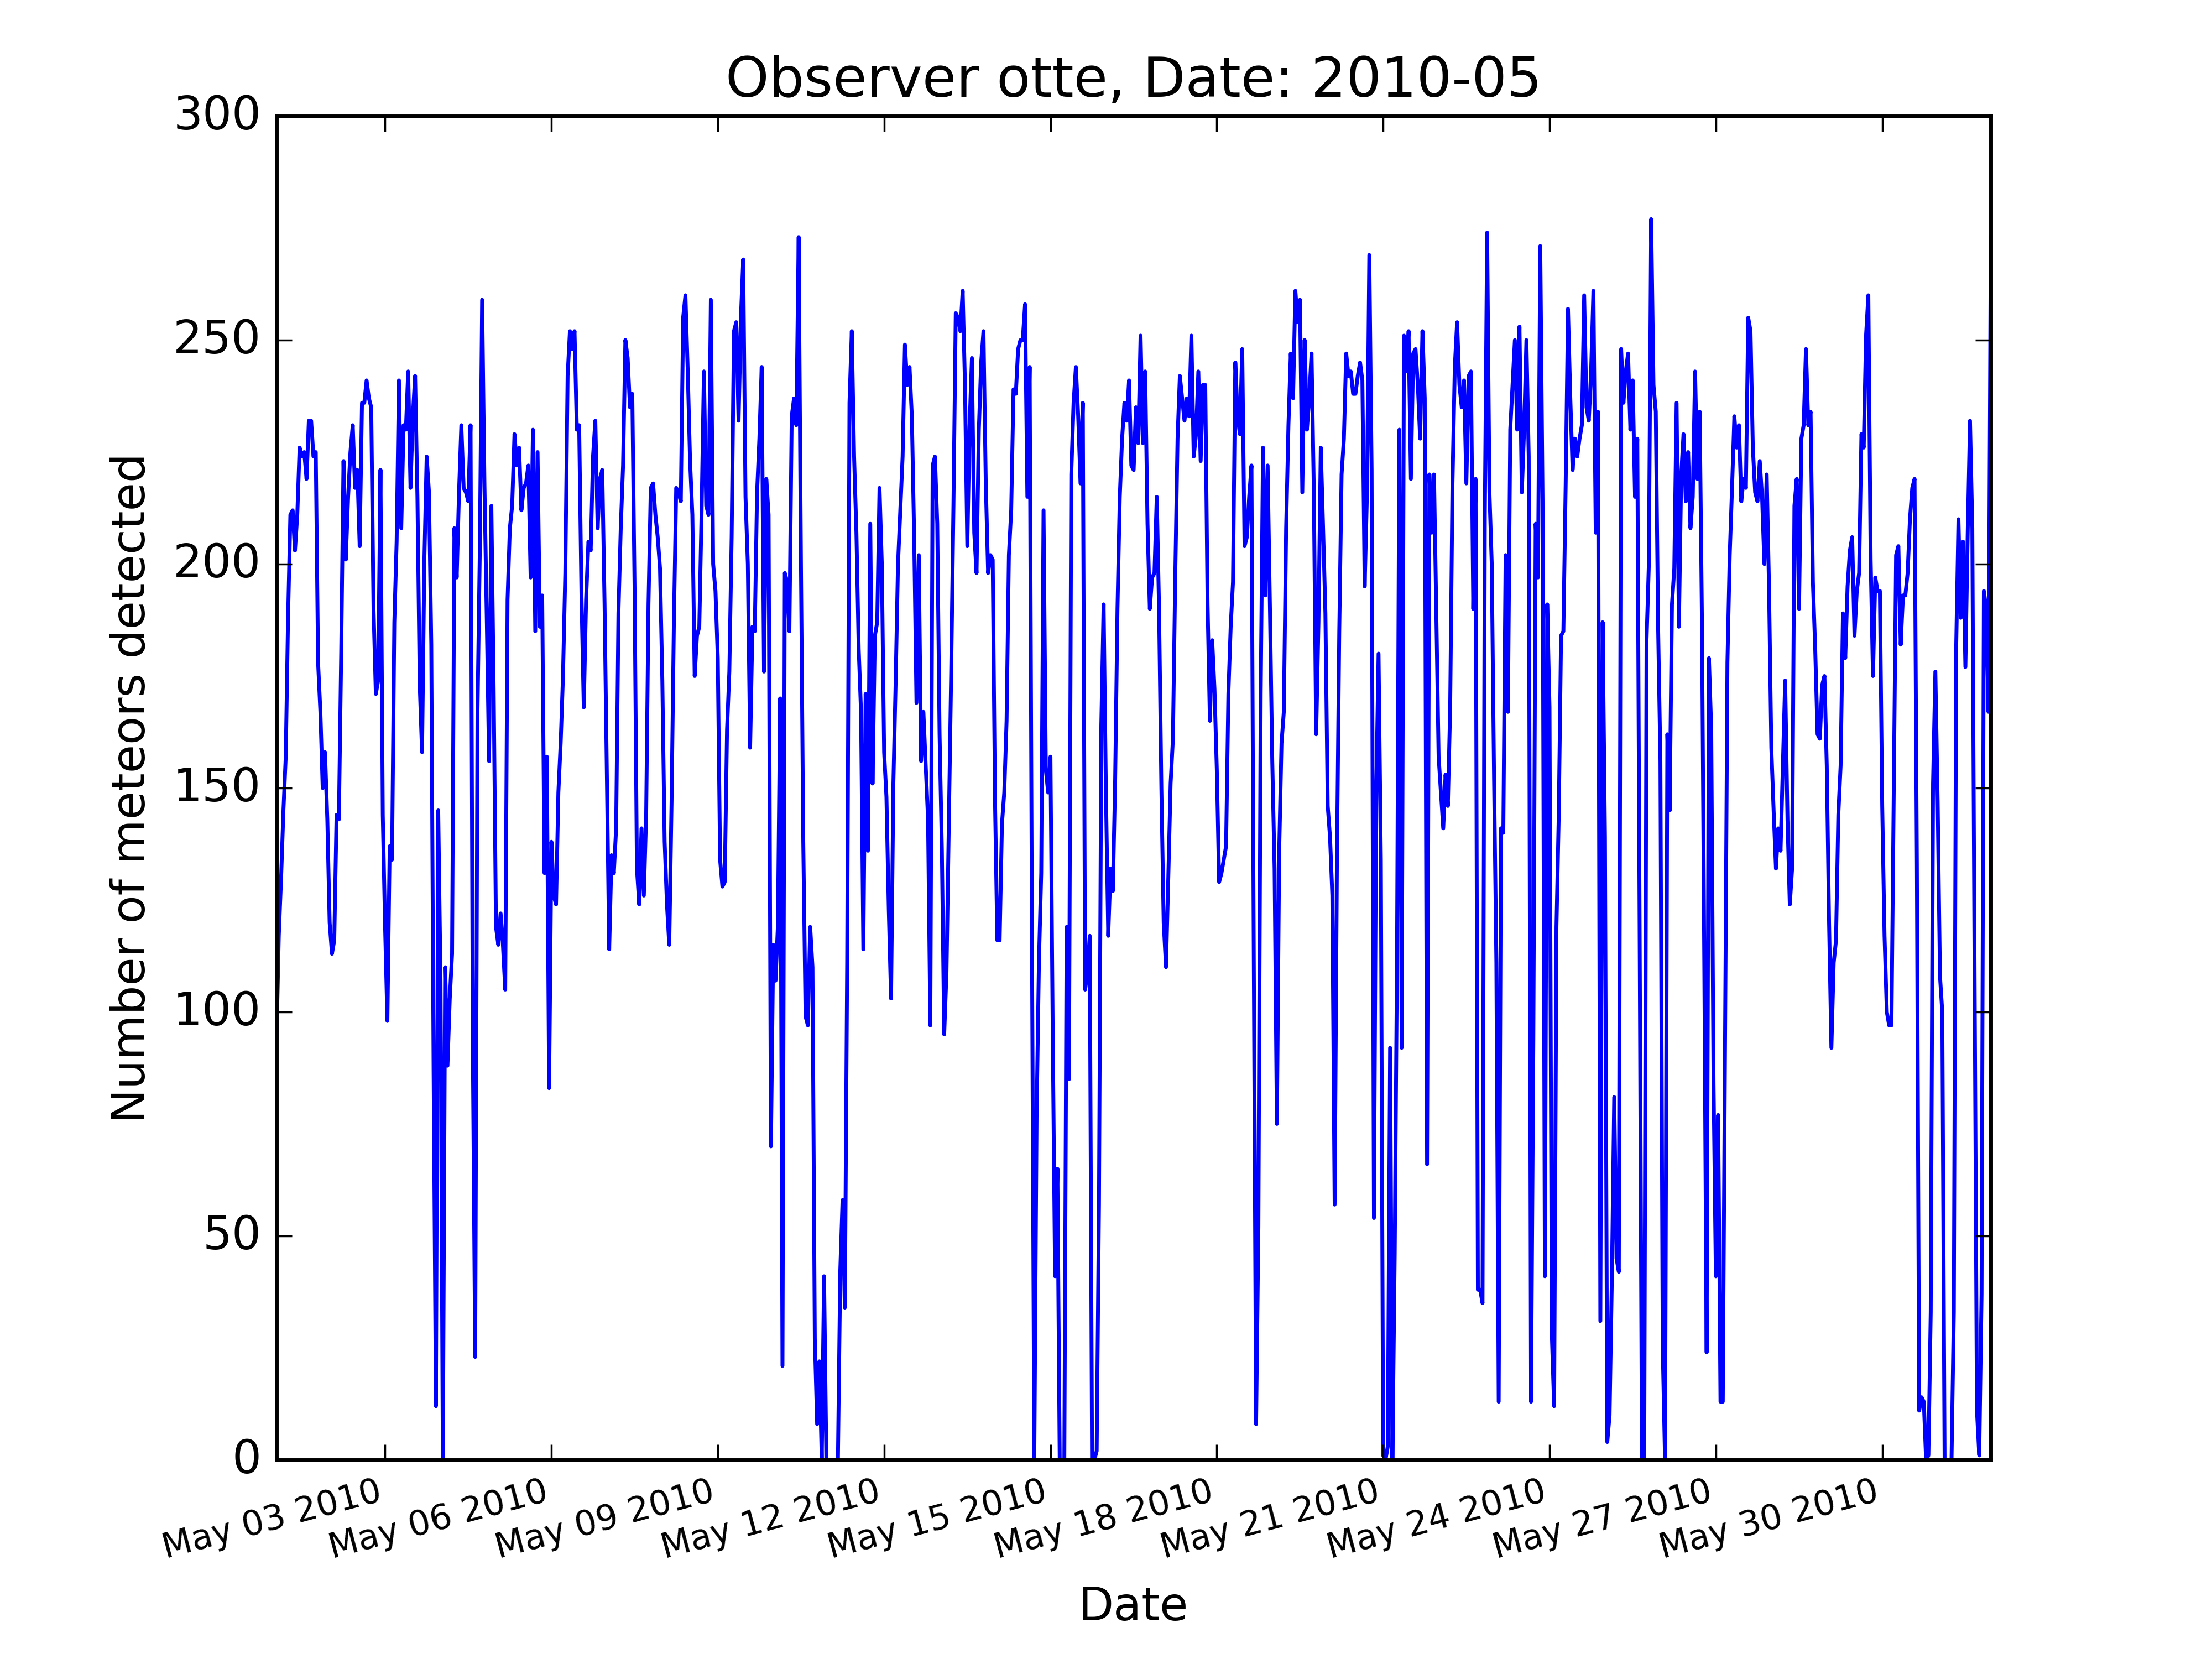 Observer otte, Date: 2010-05
Number of meteors detected
300
250
200
150
100
50
0
May 03 2010
May 06 2010
May 09 2010
May 12 2010
May 15 2010
May 18 2010
May 21 2010
May 24 2010
May 27 2010
May 30 2010
Date